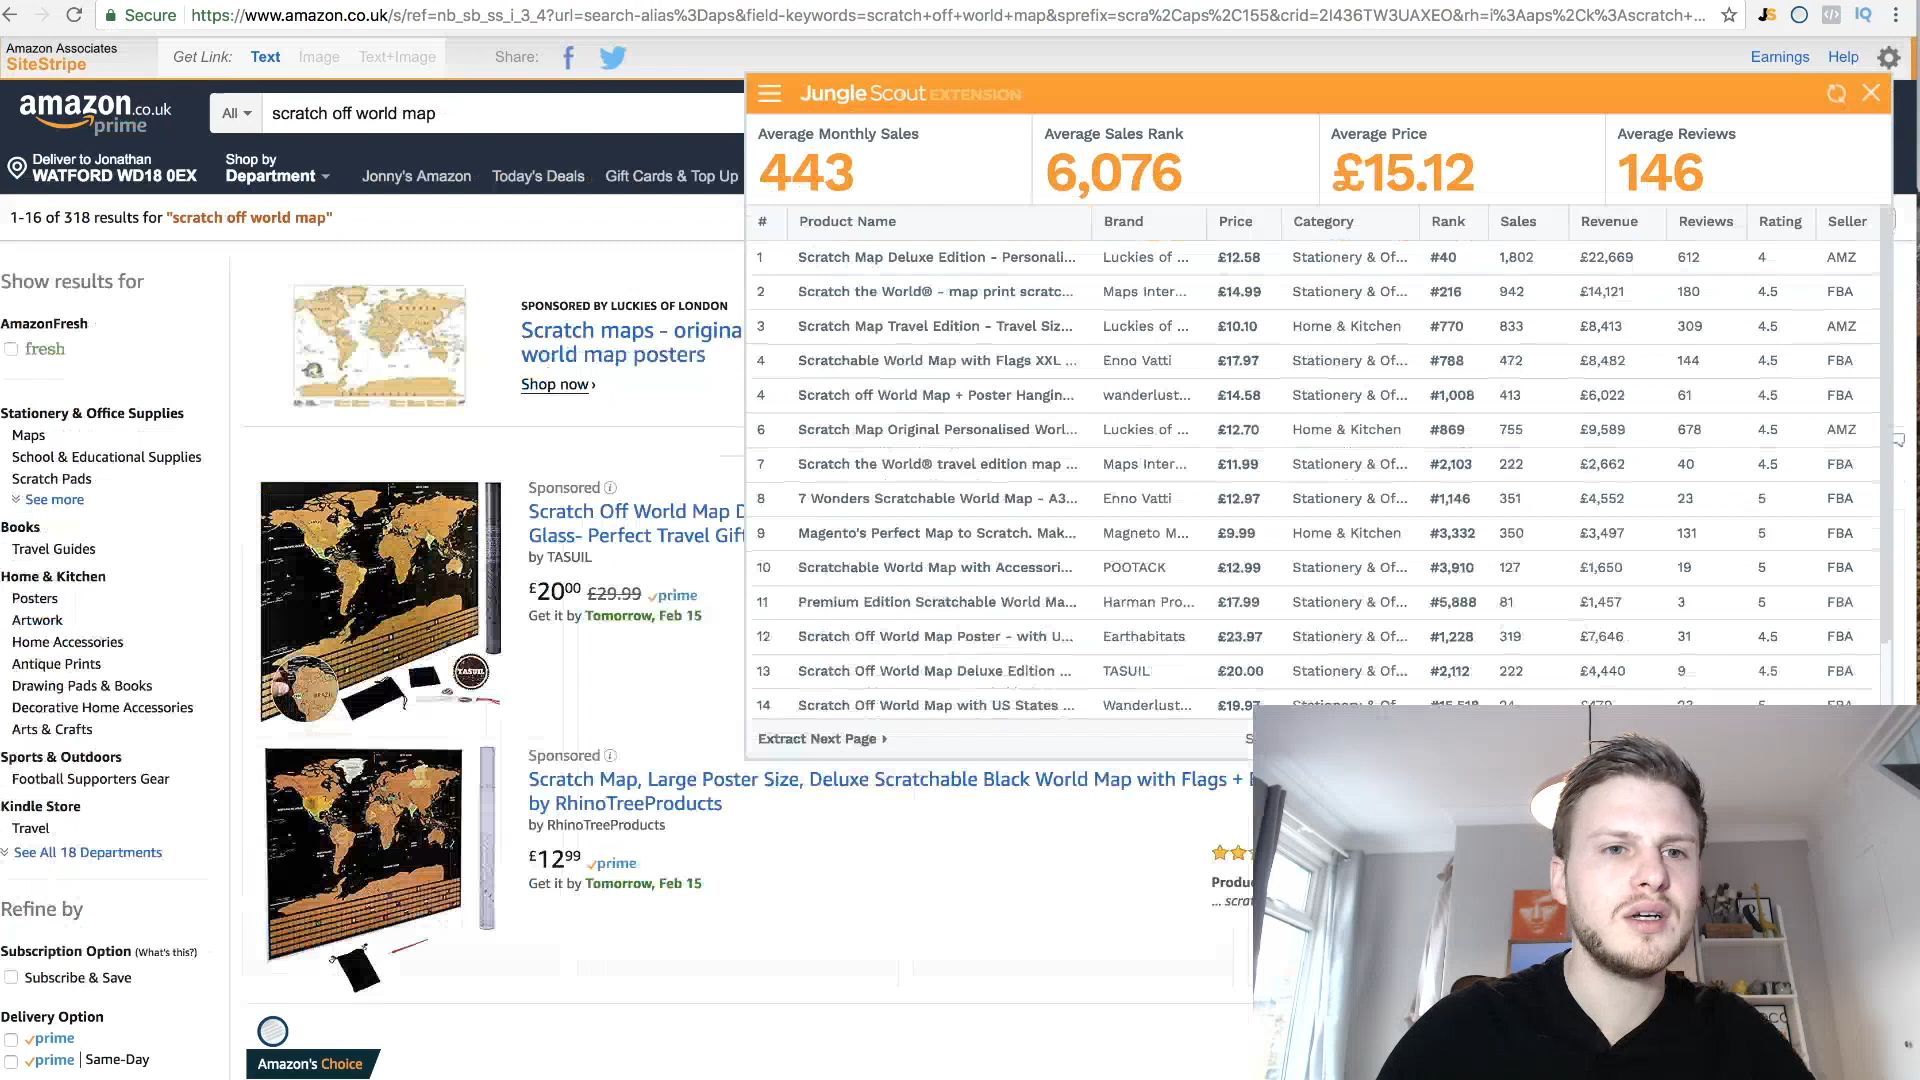 Secure https://www.amazon.co.uk/s/ref=nb_sb_ss_i_3_4?url=search-alias%3Daps&field-keywords=scratch+off+world+map&sprefix=scra%2Caps%2C155&crid=2I436TW3UAXEO&rh=i%3Aaps%2Ck%3Ascratch+...
Amazon Associates
SiteStripe
Get Link: Text Image Text+Image Share:
Earnings Help
amazon.co.uk
prime
All
scratch off world map
Deliver to Jonathan
WATFORD WD18 0EX
Shop by
Department
Jonny's Amazon Today's Deals Gift Cards & Top Up
1-16 of 318 results for "scratch off world map"
Show results for
AmazonFresh
fresh
Stationery & Office Supplies
Maps
School & Educational Supplies
Scratch Pads
See more
Books
Travel Guides
Home & Kitchen
Posters
Artwork
Home Accessories
Antique Prints
Drawing Pads & Books
Decorative Home Accessories
Arts & Crafts
Sports & Outdoors
Football Supporters Gear
Kindle Store
Travel
See All 18 Departments
Refine by
Subscription Option (What's this?)
Subscribe & Save
Delivery Option
prime
prime | Same-Day
SPONSORED BY LUCKIES OF LONDON
Scratch maps - origina
world map posters
Shop now ›
Sponsored
Scratch Off World Map D
Glass- Perfect Travel Gift
by TASUIL
£20.00 £29.99 prime
Get it by Tomorrow, Feb 15
TASUIL
BRAZIL
Sponsored
Scratch Map, Large Poster Size, Deluxe Scratchable Black World Map with Flags +
by RhinoTreeProducts
by RhinoTreeProducts
£12.99 prime
Get it by Tomorrow, Feb 15
Produ
... scra
Amazon's Choice
JS
IQ
Jungle Scout EXTENSION
Average Monthly Sales Average Sales Rank Average Price Average Reviews
443 6,076 £15.12 146
# Product Name Brand Price Category Rank Sales Revenue Reviews Rating Seller
1 Scratch Map Deluxe Edition - Personali... Luckies of ... £12.58 Stationery & Of... #40 1,802 £22,669 612 4 AMZ
2 Scratch the World® - map print scratc... Maps Inter... £14.99 Stationery & Of... #216 942 £14,121 180 4.5 FBA
3 Scratch Map Travel Edition - Travel Siz... Luckies of ... £10.10 Home & Kitchen #770 833 £8,413 309 4.5 AMZ
4 Scratchable World Map with Flags XXL ... Enno Vatti £17.97 Stationery & Of... #788 472 £8,482 144 4.5 FBA
4 Scratch off World Map + Poster Hangin... wanderlust... £14.58 Stationery & Of... #1,008 413 £6,022 61 4.5 FBA
6 Scratch Map Original Personalised Worl... Luckies of ... £12.70 Home & Kitchen #869 755 £9,589 678 4.5 AMZ
7 Scratch the World® travel edition map ... Maps Inter... £11.99 Stationery & Of... #2,103 222 £2,662 40 4.5 FBA
8 7 Wonders Scratchable World Map - A3... Enno Vatti £12.97 Stationery & Of... #1,146 351 £4,552 23 5 FBA
9 Magento's Perfect Map to Scratch. Mak... Magneto M... £9.99 Home & Kitchen #3,332 350 £3,497 131 5 FBA
10 Scratchable World Map with Accessori... POOTACK £12.99 Stationery & Of... #3,910 127 £1,650 19 5 FBA
11 Premium Edition Scratchable World Ma... Harman Pro... £17.99 Stationery & Of... #5,888 81 £1,457 3 5 FBA
12 Scratch Off World Map Poster - with U... Earthabitats £23.97 Stationery & Of... #1,228 319 £7,646 31 4.5 FBA
13 Scratch Off World Map Deluxe Edition ... TASUIL £20.00 Stationery & Of... #2,112 222 £4,440 9 4.5 FBA
14 Scratch Off World Map with US States ... Wanderlust... £19.97
Extract Next Page